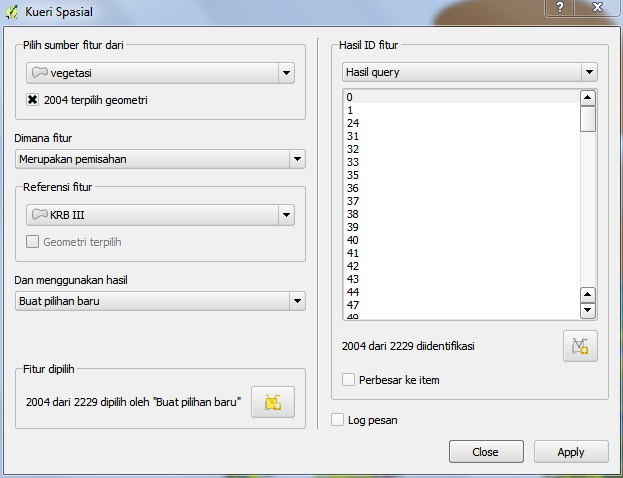 Kueri Spasial
Pilih sumber fitur dari
vegetasi
2004 terpilih geometri
Dimana fitur
Merupakan pemisahan
Referensi fitur
KRB III
Geometri terpilih
Dan menggunakan hasil
Buat pilihan baru
Fitur dipilih
2004 dari 2229 dipilih oleh "Buat pilihan baru"
Hasil ID fitur
Hasil query
0
1
24
31
32
33
35
36
37
38
39
40
41
42
43
44
47
49
2004 dari 2229 diidentifikasi
Perbesar ke item
Log pesan
Close
Apply